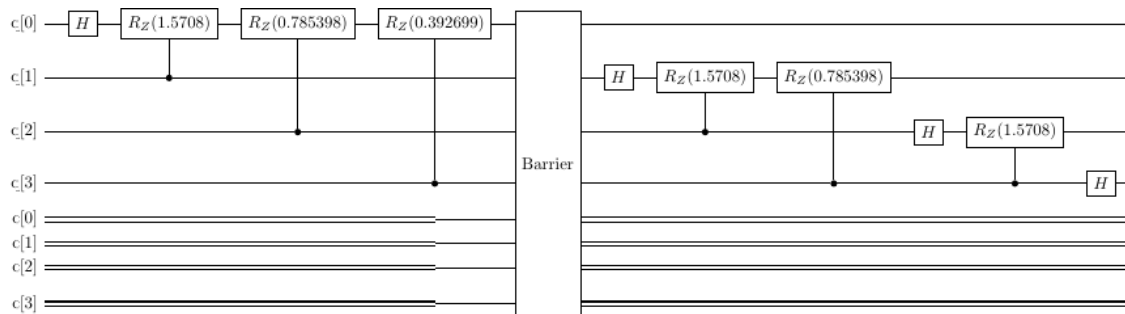 c[0] H R_Z(1.5708) R_Z(0.785398) R_Z(0.392699)
c[1] H R_Z(1.5708) R_Z(0.785398)
c[2] H R_Z(1.5708)
Barrier
c[3] H
c[0]
c[1]
c[2]
c[3]